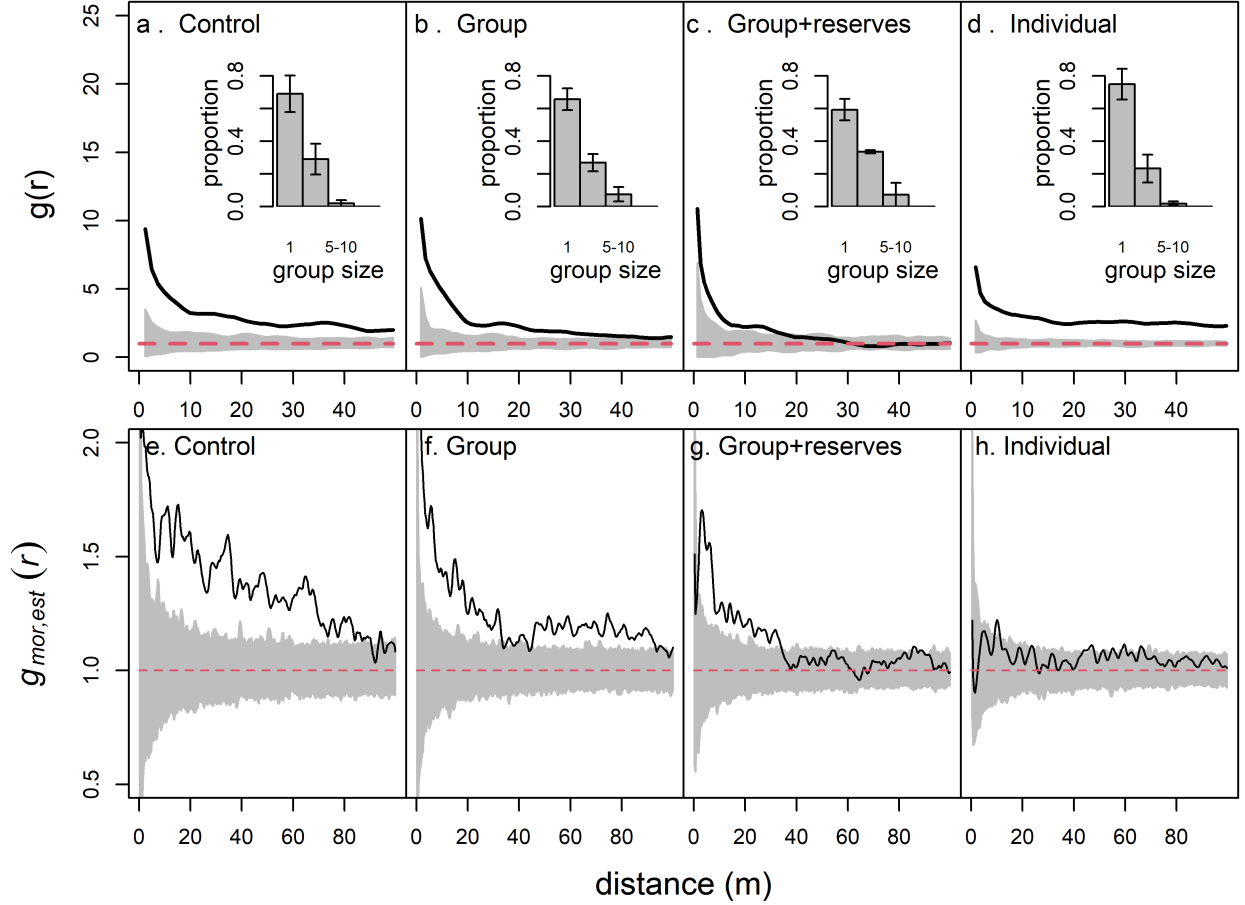 a . Control
b . Group
c . Group+reserves
d . Individual
g(r)
25
20
15
10
5
0
proportion
0.8
0.4
0.0
1 5-10
group size
proportion
0.8
0.4
0.0
1 5-10
group size
proportion
0.8
0.4
0.0
1 5-10
group size
proportion
0.8
0.4
0.0
1 5-10
group size
0 10 20 30 40
0 10 20 30 40
0 10 20 30 40
0 10 20 30 40
e. Control
f. Group
g. Group+reserves
h. Individual
g mor,est (r)
2.0
1.5
1.0
0.5
0 20 40 60 80
0 20 40 60 80
0 20 40 60 80
0 20 40 60 80
distance (m)